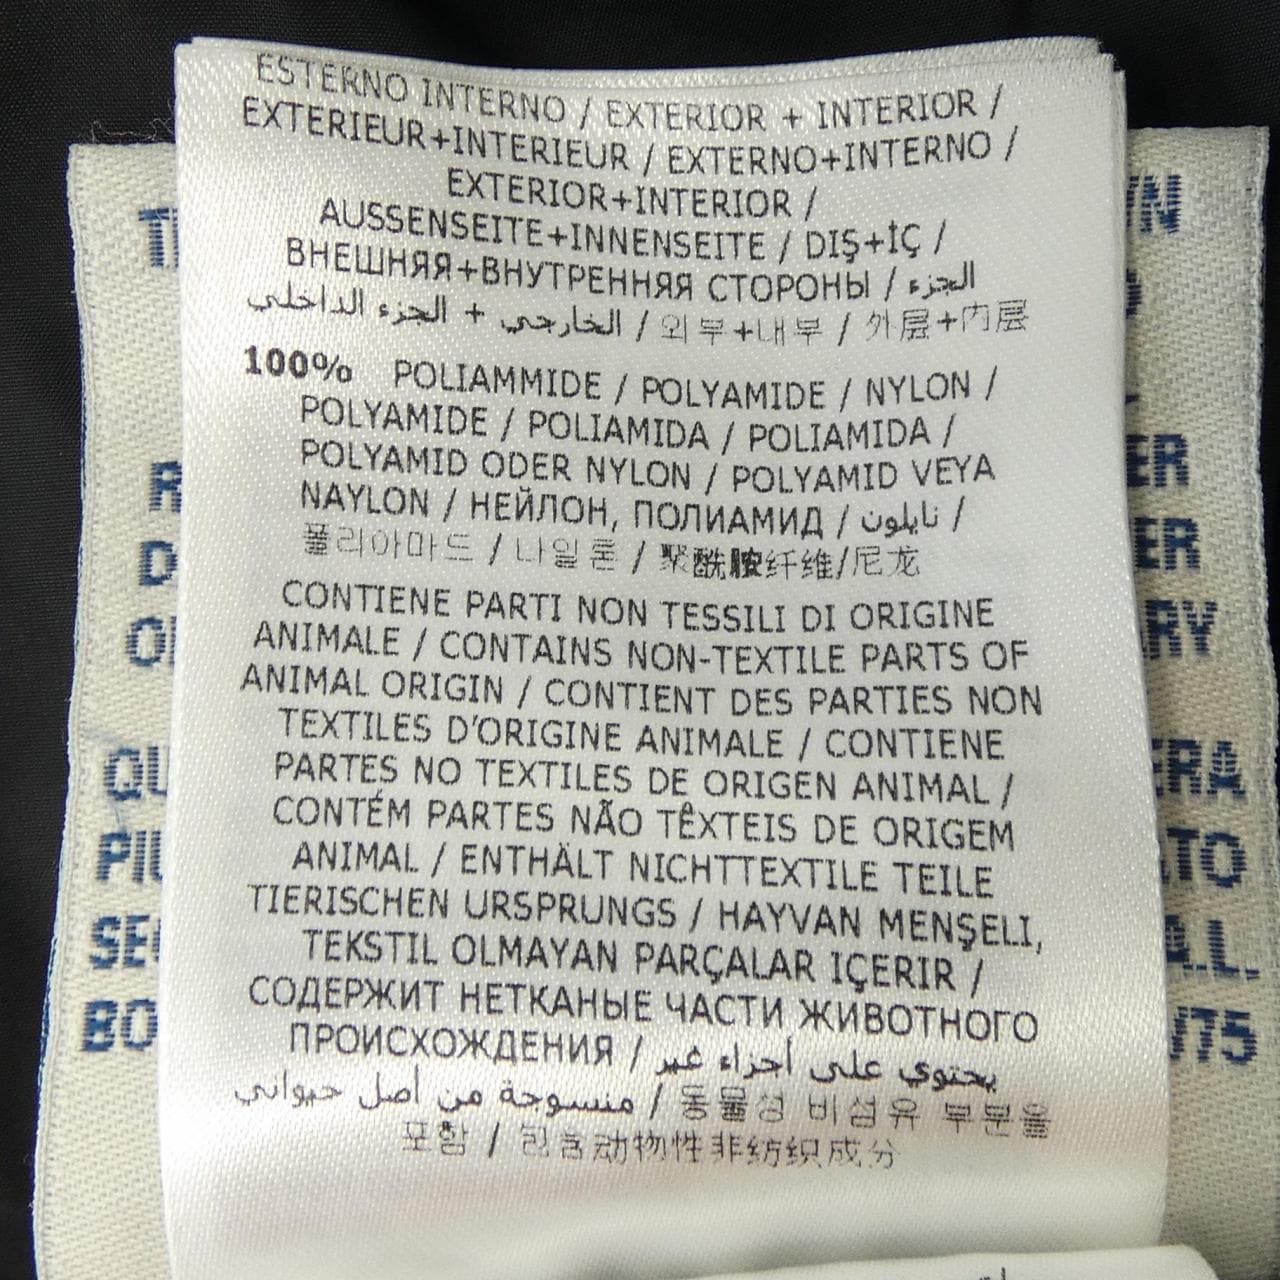 ESTERNO INTERNO / EXTERIOR + INTERIOR /
EXTERIEUR+INTERIEUR / EXTERNO+INTERNO /
EXTERIOR+INTERIOR /
AUSSENSEITE+INNENSEITE / DIŞ+İÇ /
ВНЕШНЯЯ+ВНУТРЕННЯЯ СТОРОНЫ / الجزء
الخارجي + الجزء الداخلي / 외부+내부 / 外层+内层
100% POLIAMMIDE / POLYAMIDE / NYLON /
POLYAMIDE / POLIAMIDA / POLIAMIDA /
POLYAMID ODER NYLON / POLYAMID VEYA
NAYLON / НЕЙЛОН, ПОЛИАМИД / نايلون /
폴리아마드 / 나일론 / 聚酰胺纤维/尼龙
CONTIENE PARTI NON TESSILI DI ORIGINE
ANIMALE / CONTAINS NON-TEXTILE PARTS OF
ANIMAL ORIGIN / CONTIENT DES PARTIES NON
TEXTILES D'ORIGINE ANIMALE / CONTIENE
PARTES NO TEXTILES DE ORIGEN ANIMAL /
CONTÉM PARTES NÃO TÊXTEIS DE ORIGEM
ANIMAL / ENTHÄLT NICHTTEXTILE TEILE
TIERISCHEN URSPRUNGS / HAYVAN MENŞELI,
TEKSTIL OLMAYAN PARÇALAR IÇERIR /
СОДЕРЖИТ НЕТКАНЫЕ ЧАСТИ ЖИВОТНОГО
ПРОИСХОЖДЕНИЯ / يحتوي على أجزاء غير
منسوجة من أصل حيواني / 동물성 비섬유 부분을
포함 / 包含动物性非纺织成分